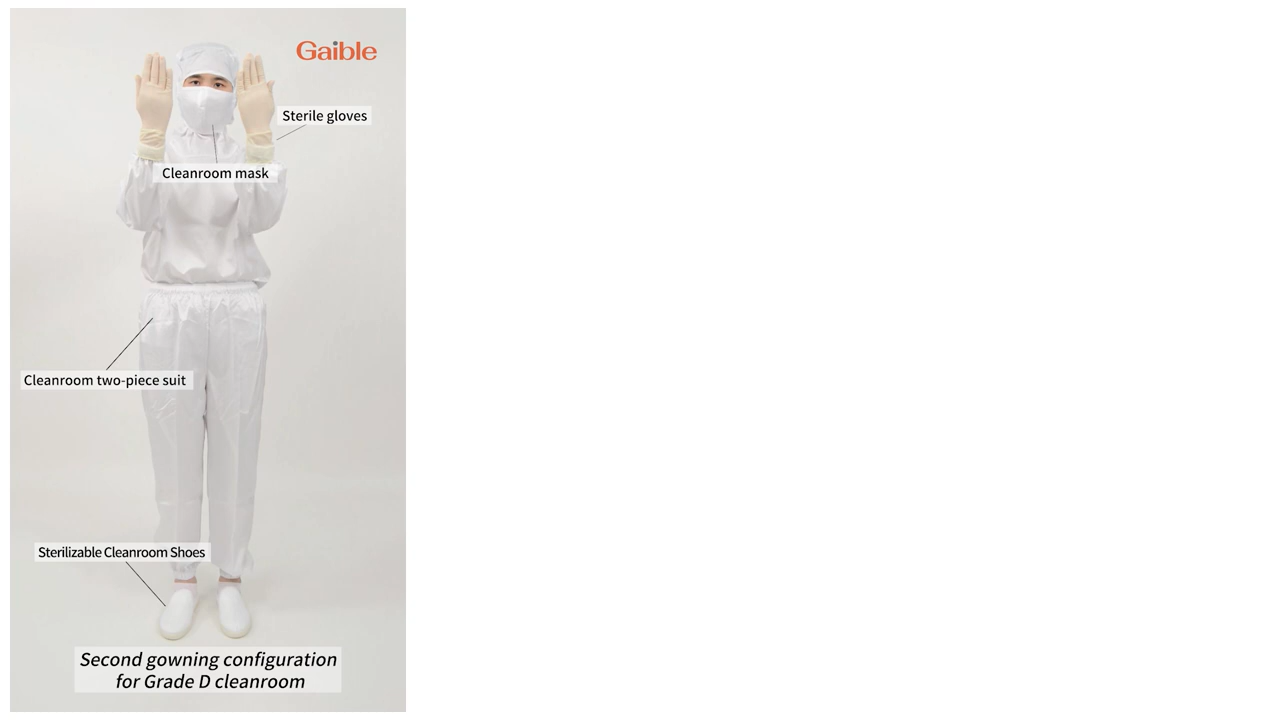 Gaible
Sterile gloves
Cleanroom mask
Cleanroom two-piece suit
Sterilizable Cleanroom Shoes
Second gowning configuration
for Grade D cleanroom